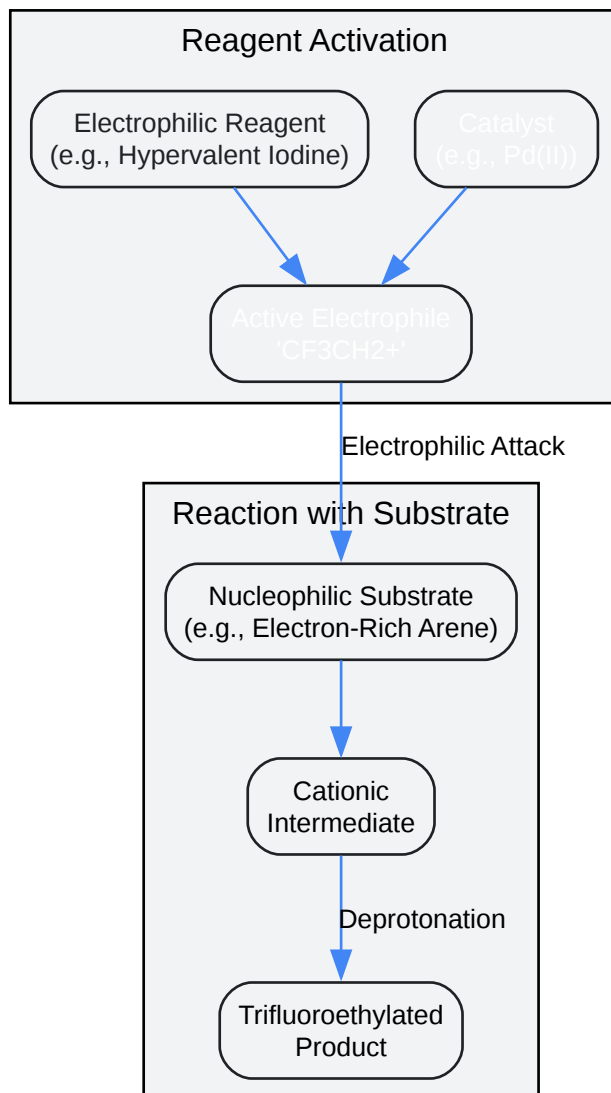 Reagent Activation
Electrophilic Reagent
(e.g., Hypervalent Iodine)
Catalyst
(e.g., Pd(II))
Active Electrophile
'CF3CH2+'
Electrophilic Attack
Reaction with Substrate
Nucleophilic Substrate
(e.g., Electron-Rich Arene)
Cationic
Intermediate
Deprotonation
Trifluoroethylated
Product